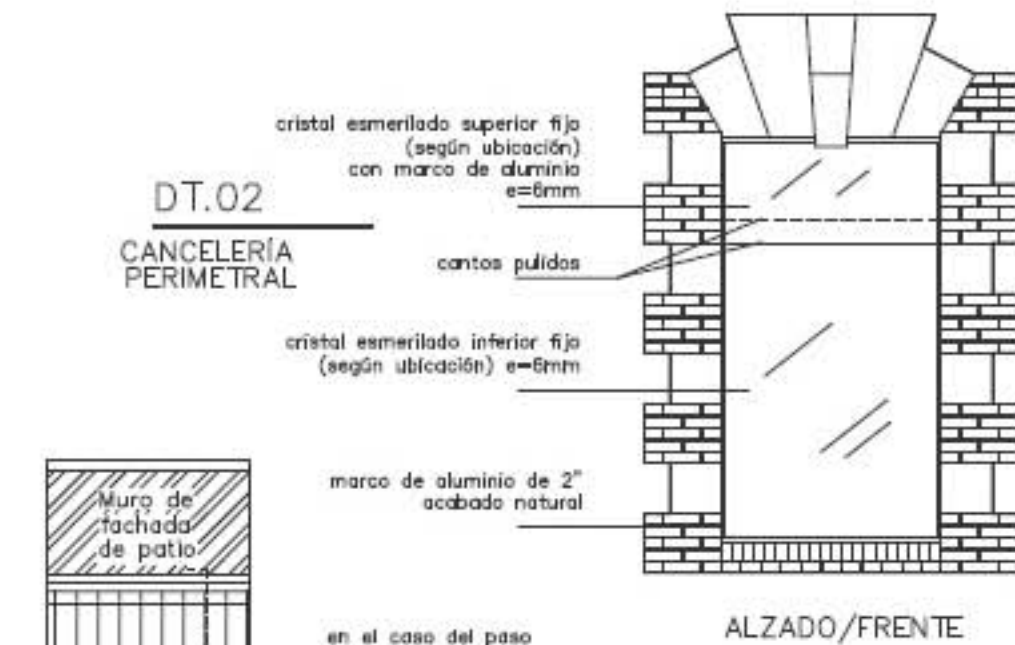 cristal esmerilado superior fijo
(según ubicación)
con marco de aluminio
e=6mm
DT.02
CANCELERÍA
PERIMETRAL
cantos pulidos
cristal esmerilado inferior fijo
(según ubicación) e=6mm
marco de aluminio de 2"
acabado natural
Muro de
fachada
de patio
en el caso del paso
ALZADO/FRENTE